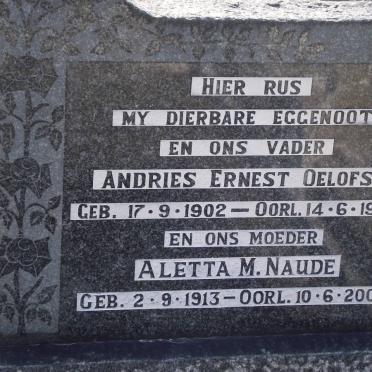 HIER RUS
MY DIERBARE EGGENOOT
EN ONS VADER
ANDRIES ERNEST OELOFS
GEB. 17·9·1902 — OORL. 14·6·19
EN ONS MOEDER
ALETTA M. NAUDE
GEB. 2·9·1913 — OORL. 10·6·200